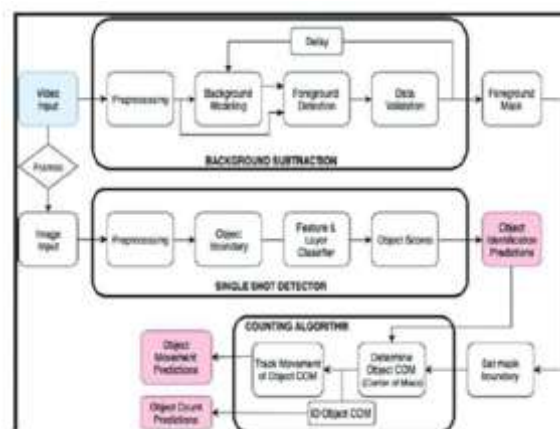 Delay
Video
Input
Preprocessing
Background
Modeling
Foreground
Detection
Data
Validation
Foreground
Mask
BACKGROUND SUBTRACTION
Frames
Image
Input
Preprocessing
Object
Boundary
Feature &
Layer
Classifier
Object Scores
Object
Identification
Predictions
SINGLE SHOT DETECTOR
COUNTING ALGORITHM
Object
Movement
Predictions
Track Movement
of Object COM
Determine
Object COM
(Center of Mass)
Get mask
boundary
Object Count
Predictions
ID Object COM